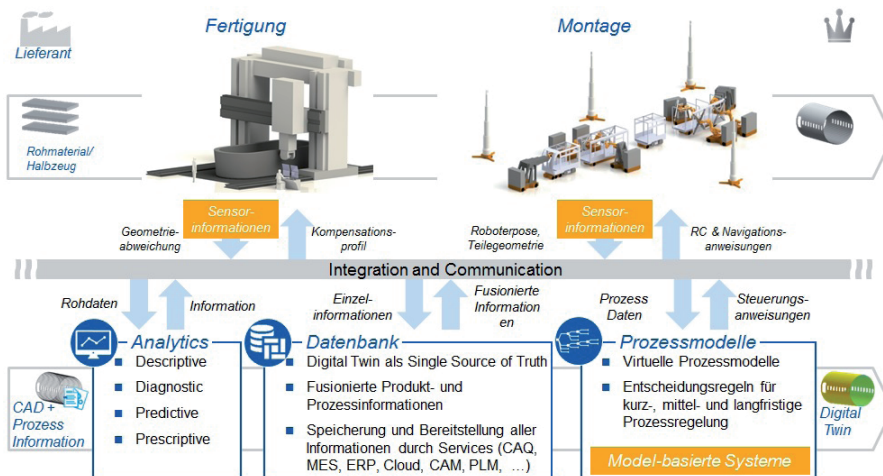 Fertigung
Montage
Lieferant
Rohmaterial/
Halbzeug
Sensor-
informationen
Sensor-
informationen
Geometrie-
abweichung
Kompensations-
profil
Roboterpose,
Teilegeometrie
RC & Navigations-
anweisungen
Integration and Communication
Rohdaten
Information
Einzel-
informationen
Fusionierte
Information
en
Prozess
Daten
Steuerungs-
anweisungen
Analytics
Descriptive
Diagnostic
Predictive
Prescriptive
Datenbank
Digital Twin als Single Source of Truth
Fusionierte Produkt- und
Prozessinformationen
Speicherung und Bereitstellung aller
Informationen durch Services (CAQ,
MES, ERP, Cloud, CAM, PLM, …)
Prozessmodelle
Virtuelle Prozessmodelle
Entscheidungsregeln für
kurz-, mittel- und langfristige
Prozessregelung
Model-basierte Systeme
CAD +
Prozess
Information
Digital
Twin